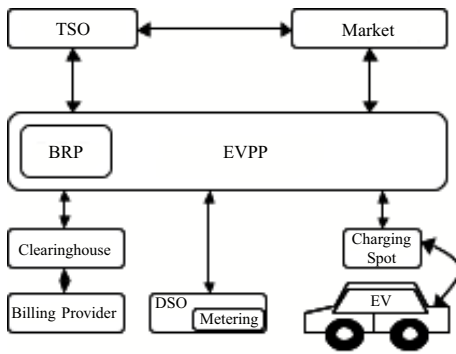 TSO
Market
BRP
EVPP
Clearinghouse
Charging
Spot
Billing Provider
DSO
Metering
EV